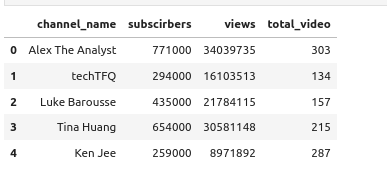 channel_name subscirbers views total_video
0 Alex The Analyst 771000 34039735 303
1 techTFQ 294000 16103513 134
2 Luke Barousse 435000 21784115 157
3 Tina Huang 654000 30581148 215
4 Ken Jee 259000 8971892 287